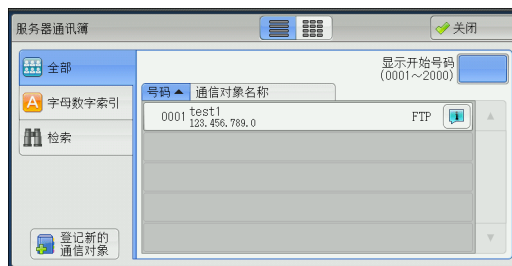 服务器通讯簿
关闭
全部
字母数字索引
检索
登记新的
通信对象
显示开始号码
(0001~2000)
号码 通信对象名称
0001 test1 FTP
123.456.789.0